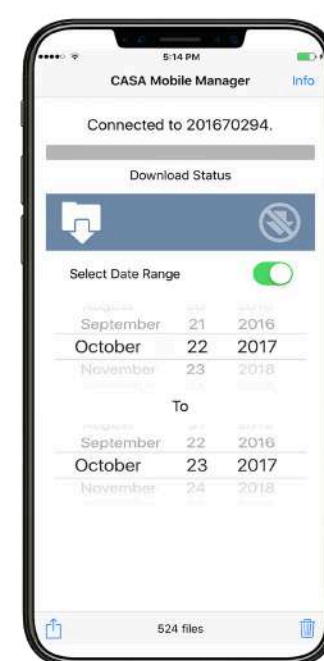 5:14 PM
CASA Mobile Manager Info
Connected to 201670294.
Download Status
Select Date Range
August
September 21 2016
October 22 2017
November 23 2018
To
September 22 2016
October 23 2017
November 24 2018
524 files